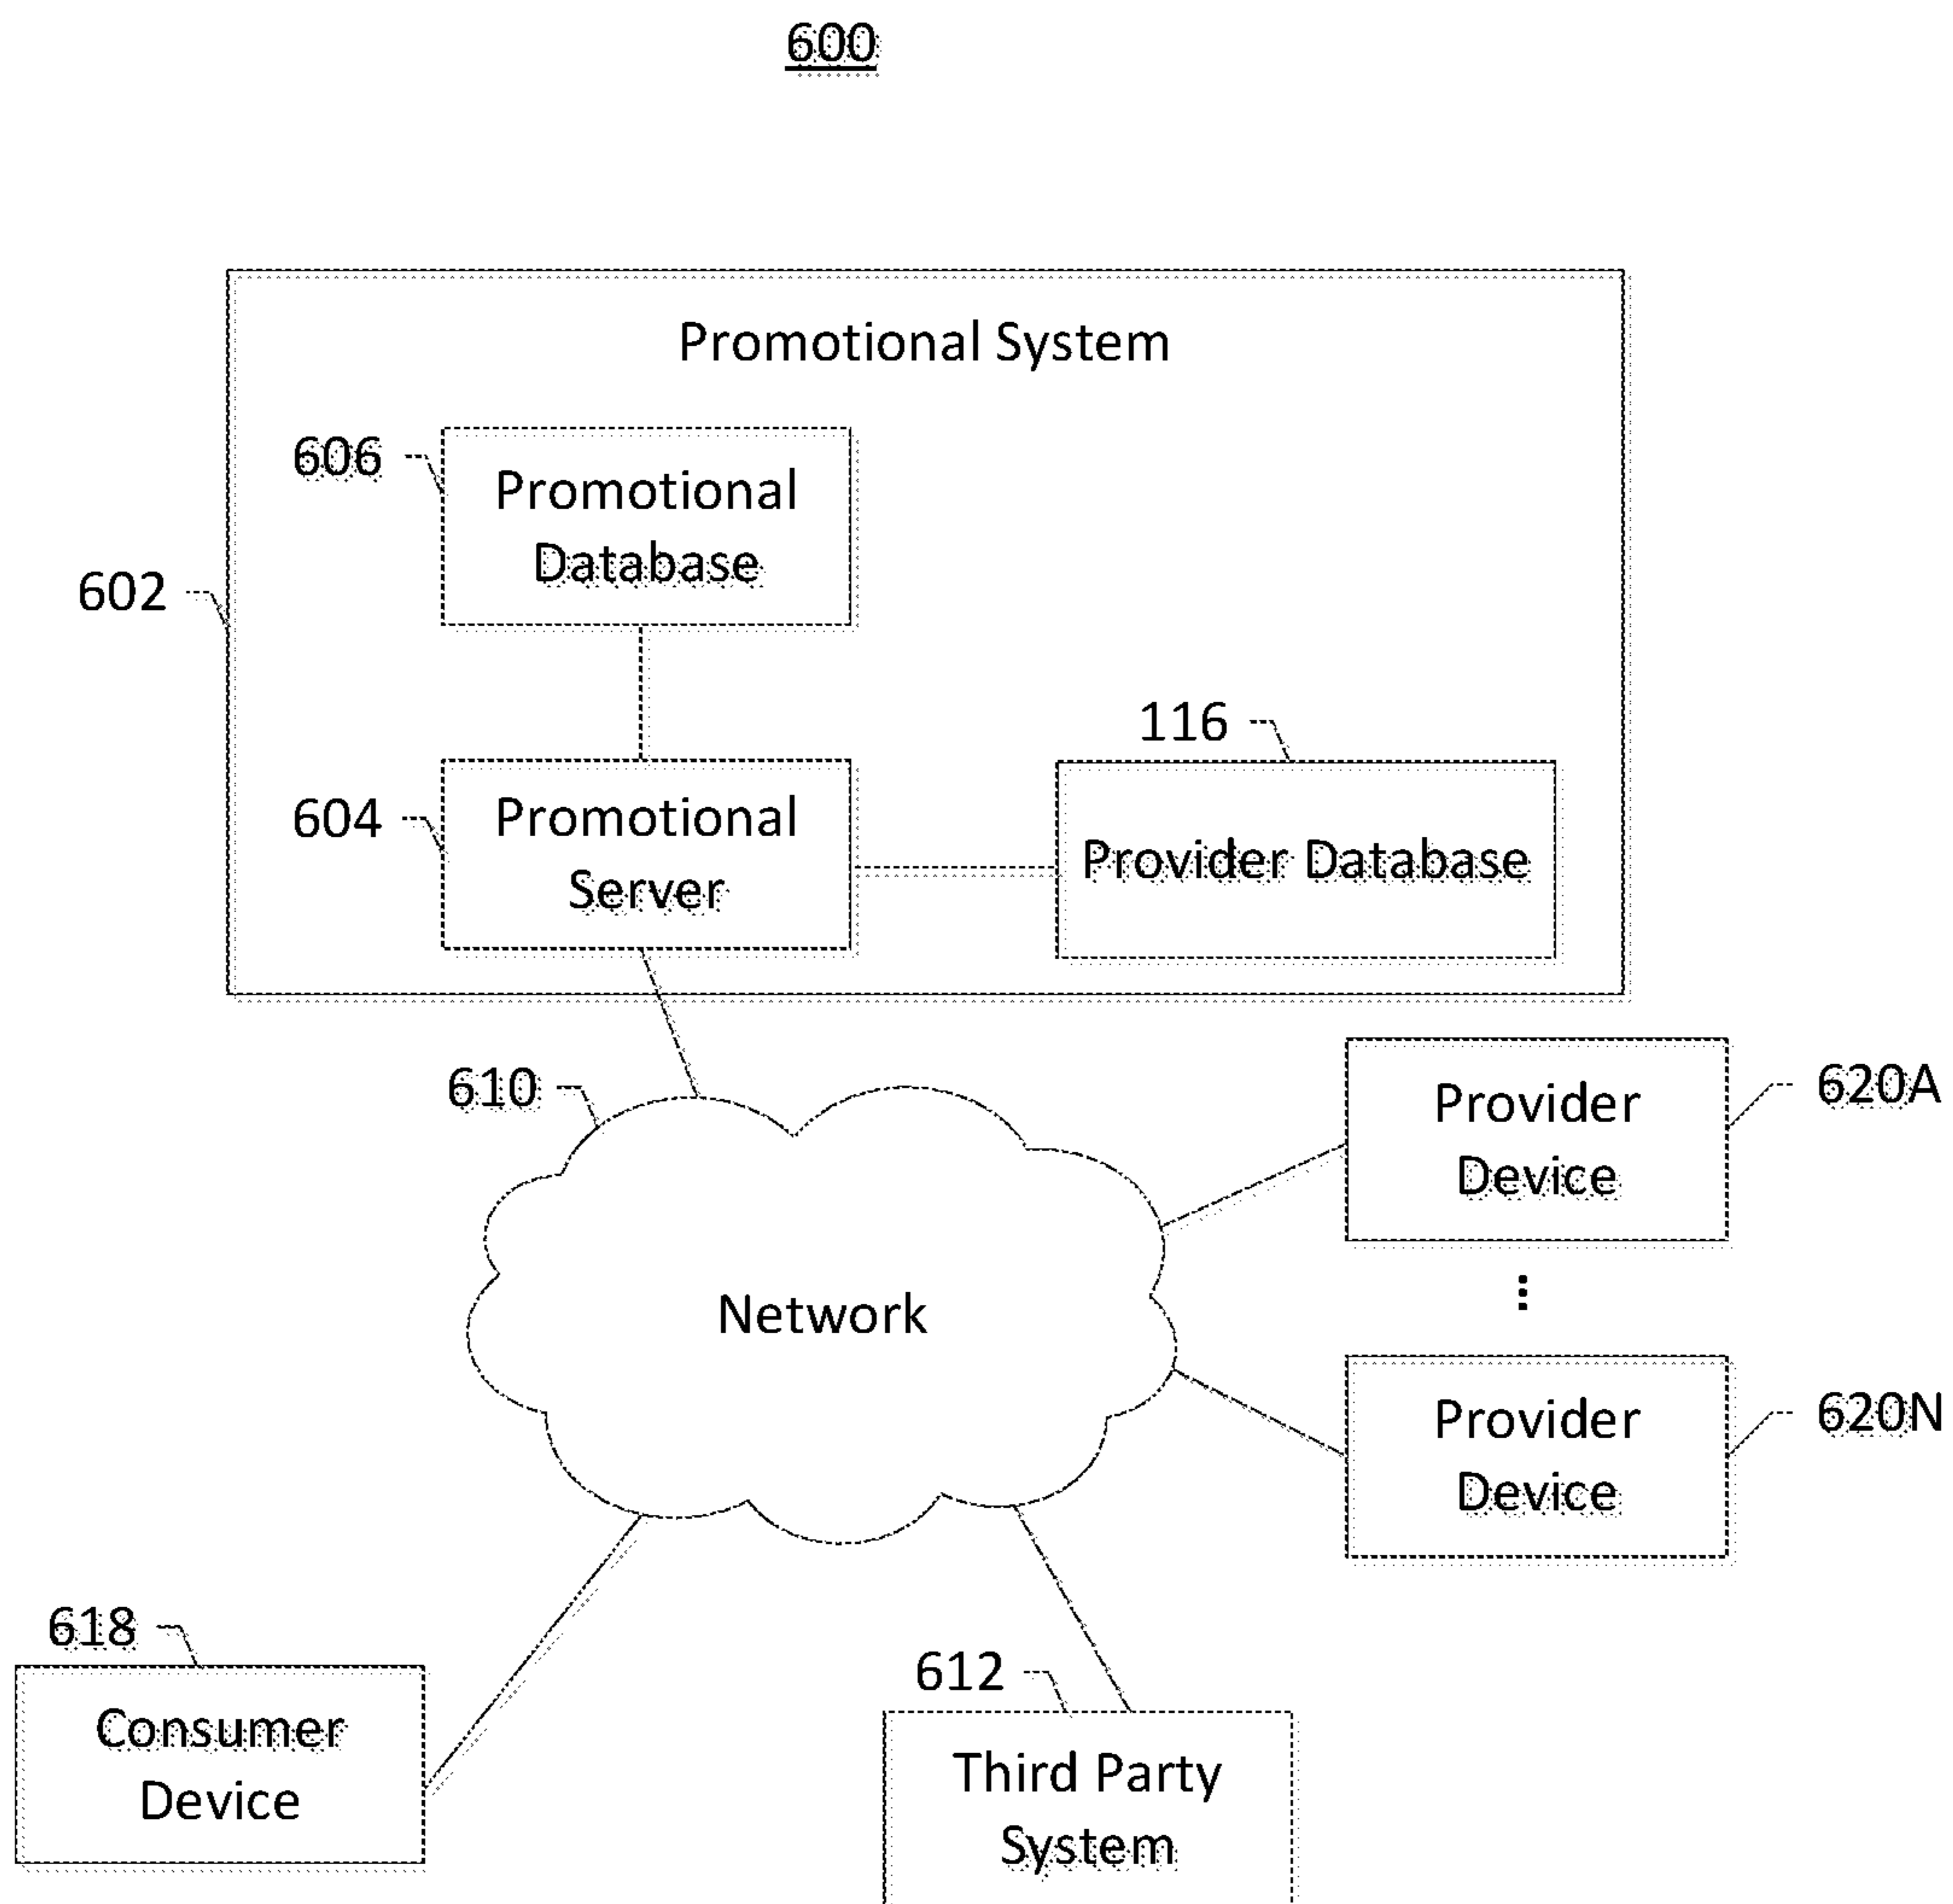 600
Promotional System
606
Promotional
Database
602
116
604
Promotional
Server
Provider Database
610
Provider
Device
620A
⋮
Network
Provider
Device
620N
618
Consumer
Device
612
Third Party
System